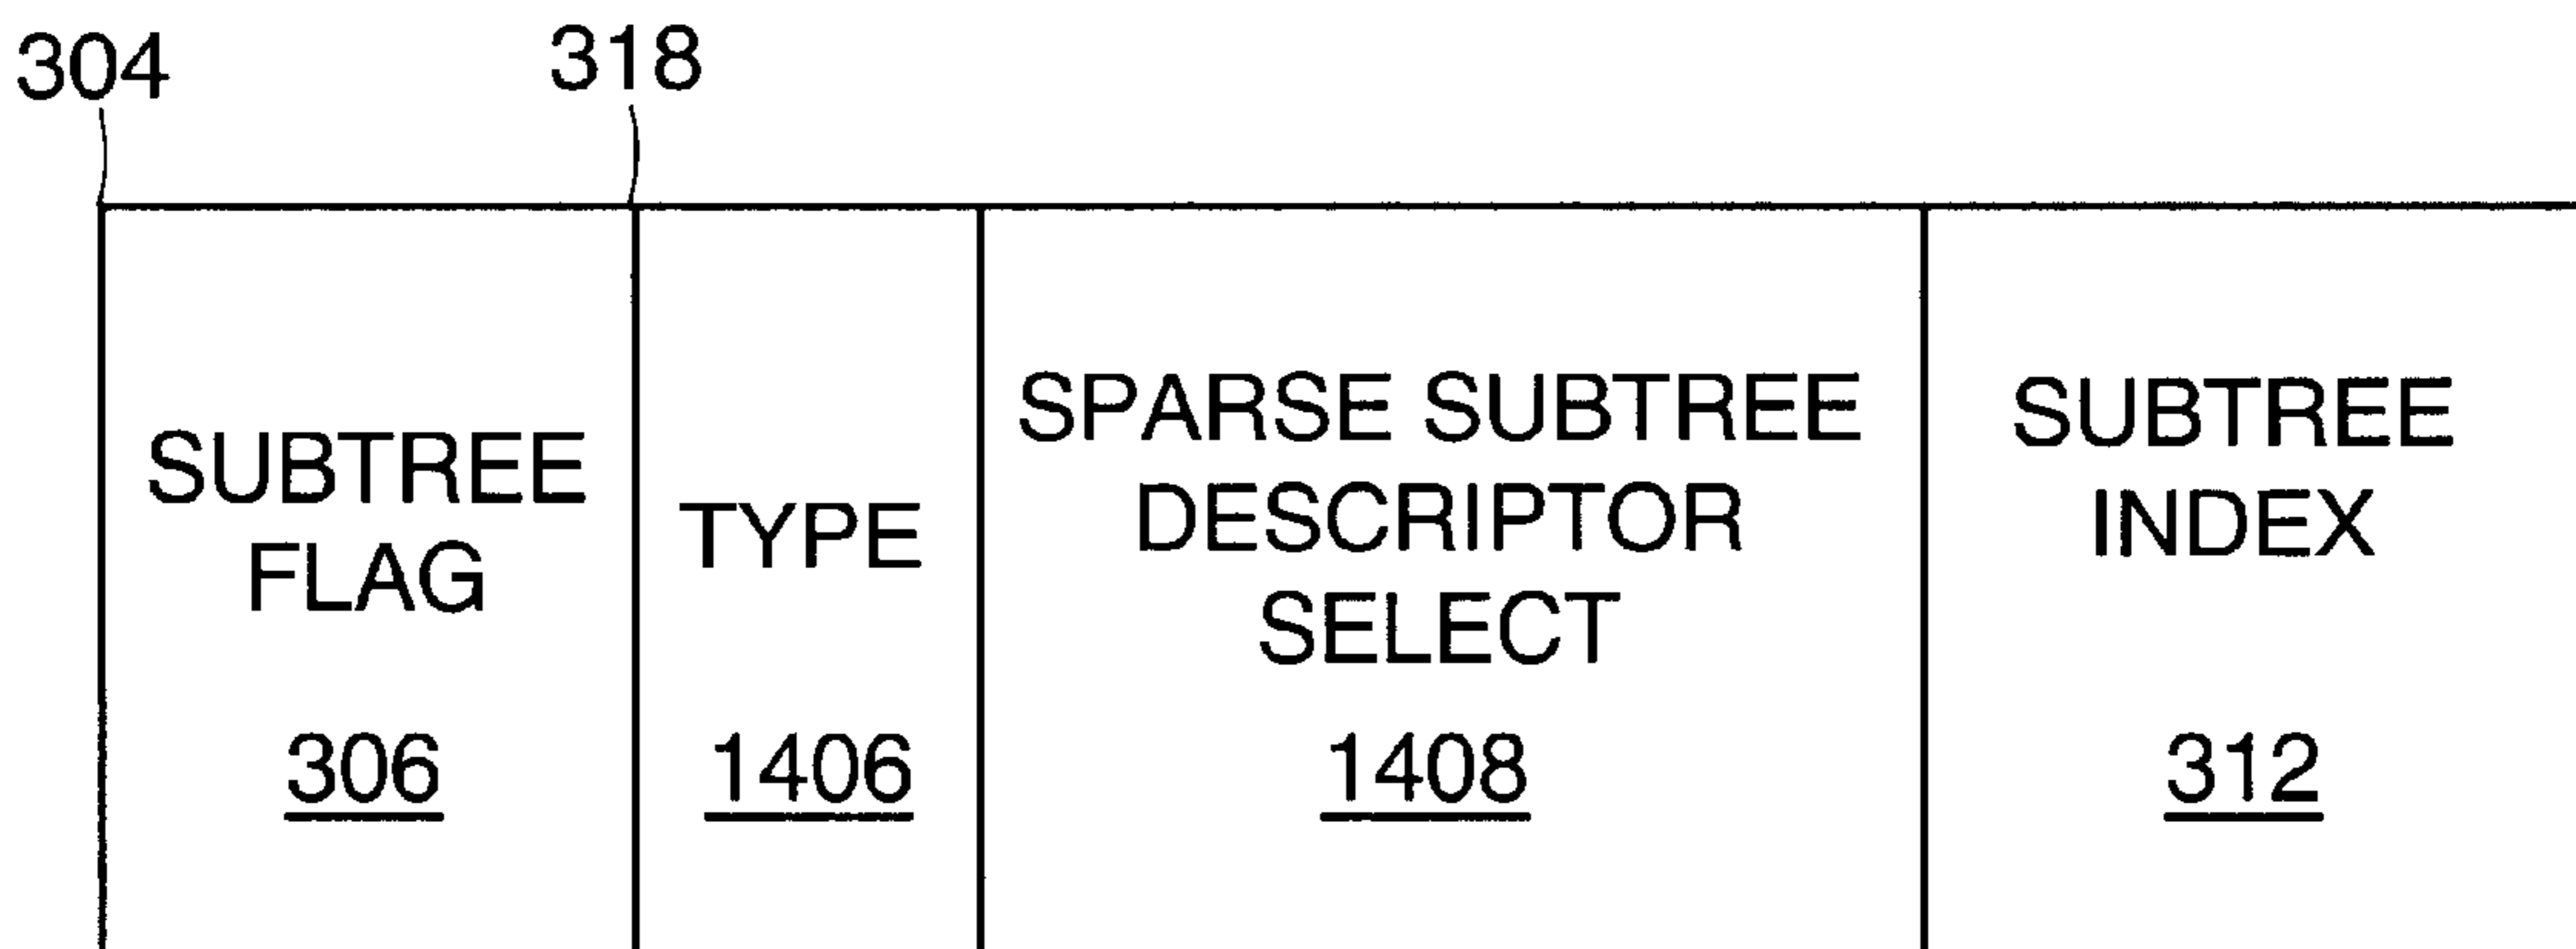 304
318
SUBTREE
FLAG
306
TYPE
1406
SPARSE SUBTREE
DESCRIPTOR
SELECT
1408
SUBTREE
INDEX
312